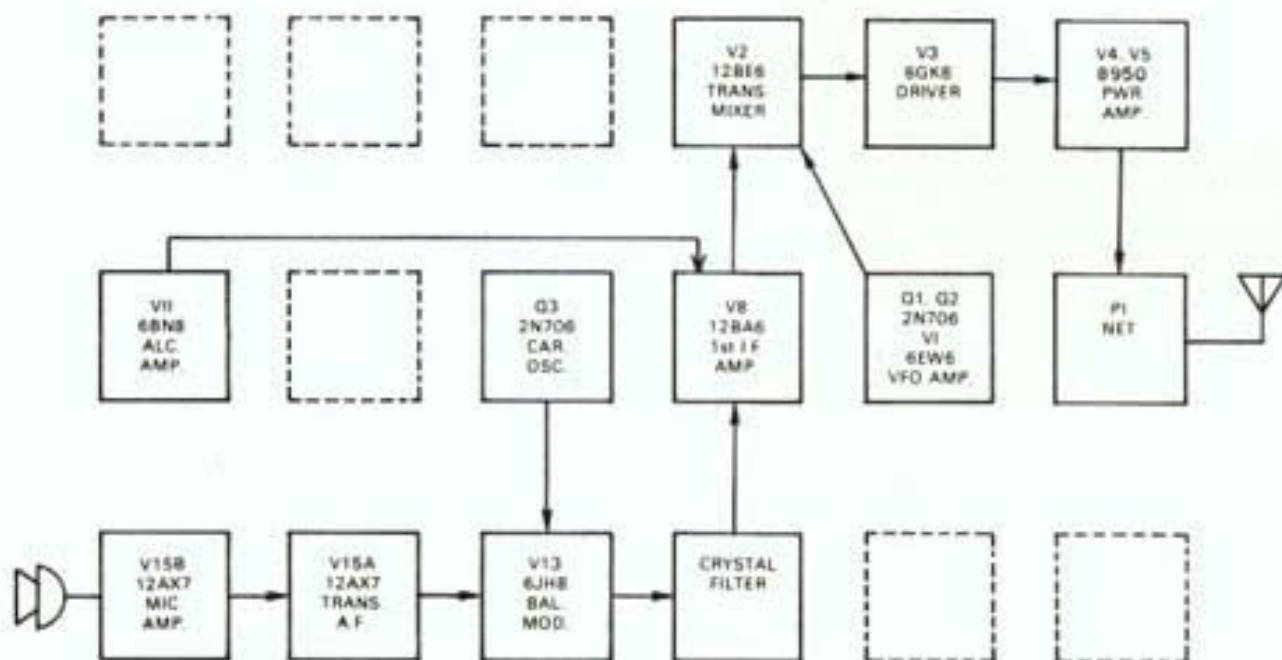 V2
12BE6
TRANS
MIXER
V3
6GK6
DRIVER
V4, V5
8950
PWR
AMP.
V11
6BN8
ALC
AMP.
Q3
2N706
CAR.
OSC.
V8
12BA6
1st I F
AMP
Q1, Q2
2N706
V1
6EW6
VFO AMP.
PI
NET
V15B
12AX7
MIC
AMP.
V15A
12AX7
TRANS
A.F.
V13
6JH8
BAL.
MOD.
CRYSTAL
FILTER